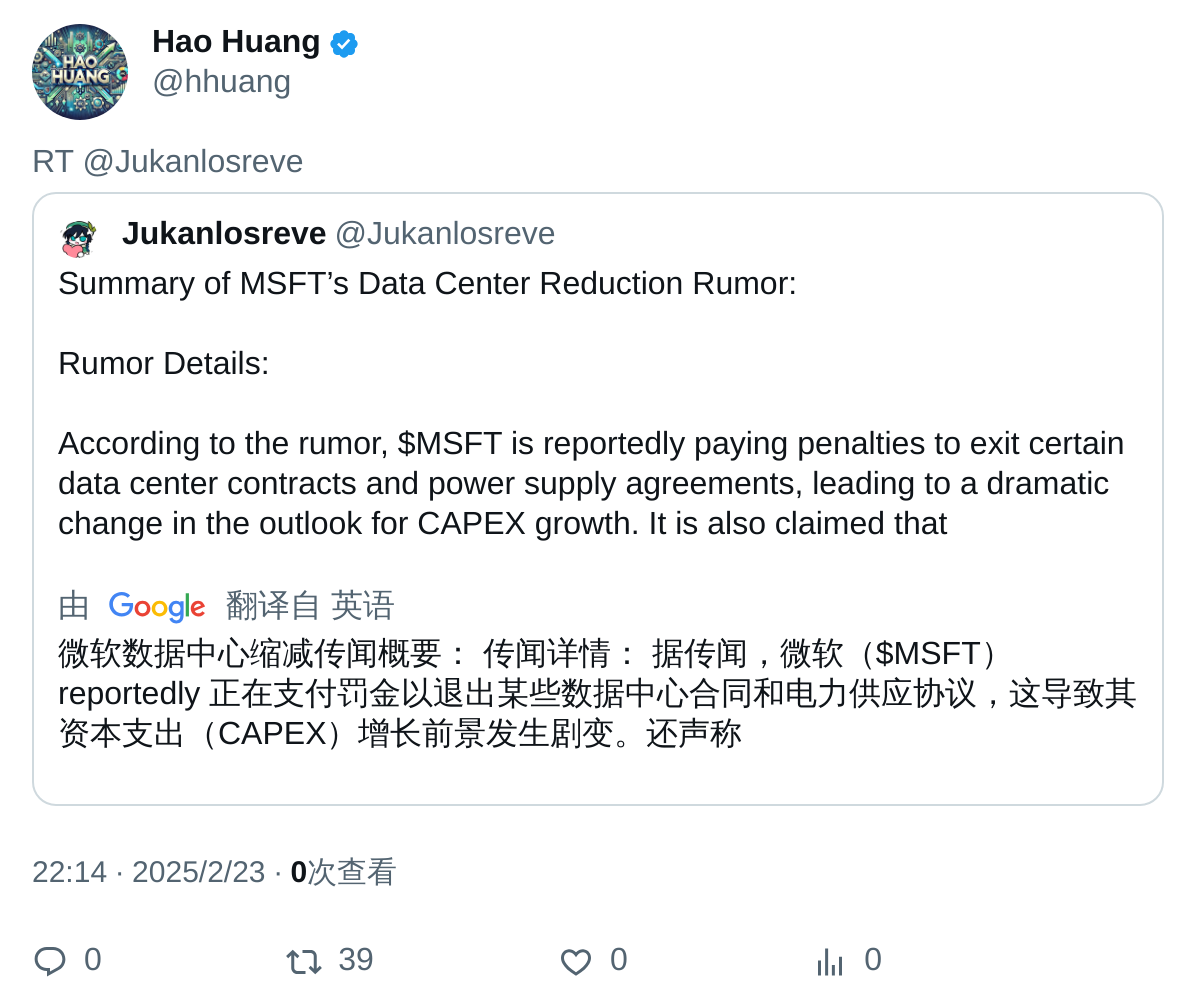 HAO
HUANG
Hao Huang
@hhuang
RT @Jukanlosreve
Jukanlosreve @Jukanlosreve
Summary of MSFT’s Data Center Reduction Rumor:
Rumor Details:
According to the rumor, $MSFT is reportedly paying penalties to exit certain
data center contracts and power supply agreements, leading to a dramatic
change in the outlook for CAPEX growth. It is also claimed that
由 Google 翻译自 英语
微软数据中心缩减传闻概要： 传闻详情： 据传闻，微软（$MSFT）
reportedly 正在支付罚金以退出某些数据中心合同和电力供应协议，这导致其
资本支出（CAPEX）增长前景发生剧变。还声称
22:14 · 2025/2/23 · 0次查看
0 39 0 0